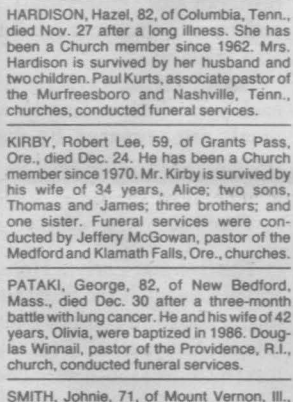 HARDISON, Hazel, 82, of Columbia, Tenn.,
died Nov. 27 after a long illness. She has
been a Church member since 1962. Mrs.
Hardison is survived by her husband and
two children. Paul Kurts, associate pastor of
the Murfreesboro and Nashville, Tenn.,
churches, conducted funeral services.
KIRBY, Robert Lee, 59, of Grants Pass,
Ore., died Dec. 24. He has been a Church
member since 1970. Mr. Kirby is survived by
his wife of 34 years, Alice; two sons,
Thomas and James; three brothers; and
one sister. Funeral services were con-
ducted by Jeffery McGowan, pastor of the
Medford and Klamath Falls, Ore., churches.
PATAKI, George, 82, of New Bedford,
Mass., died Dec. 30 after a three-month
battle with lung cancer. He and his wife of 42
years, Olivia, were baptized in 1986. Doug-
las Winnail, pastor of the Providence, R.I.,
church, conducted funeral services.
SMITH, Johnie, 71, of Mount Vernon, Ill.,